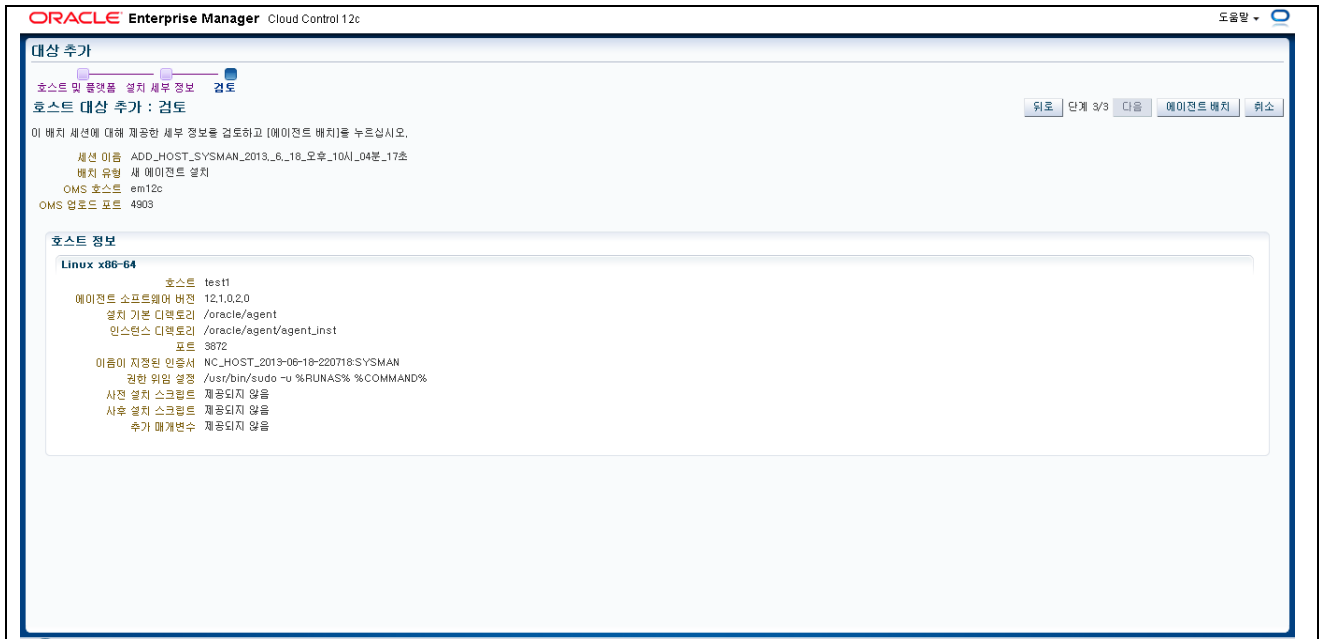 ORACLE Enterprise Manager Cloud Control 12c
도움말
대상 추가
호스트 및 플랫폼 설치 세부 정보 검토
호스트 대상 추가 : 검토
뒤로 단계 3/3 다음 에이전트 배치 취소
이 배치 세션에 대해 제공한 세부 정보를 검토하고 [에이전트 배치]를 누르십시오.
세션 이름 ADD_HOST_SYSMAN_2013._6._18_오후_10시_04분_17초
배치 유형 새 에이전트 설치
OMS 호스트 em12c
OMS 업로드 포트 4903
호스트 정보
Linux x86-64
호스트 test1
에이전트 소프트웨어 버전 12.1.0.2.0
설치 기본 디렉토리 /oracle/agent
인스턴스 디렉토리 /oracle/agent/agent_inst
포트 3872
이름이 지정된 인증서 NC_HOST_2013-06-18-220718:SYSMAN
권한 위임 설정 /usr/bin/sudo -u %RUNAS% %COMMAND%
사전 설치 스크립트 제공되지 않음
사후 설치 스크립트 제공되지 않음
추가 매개변수 제공되지 않음